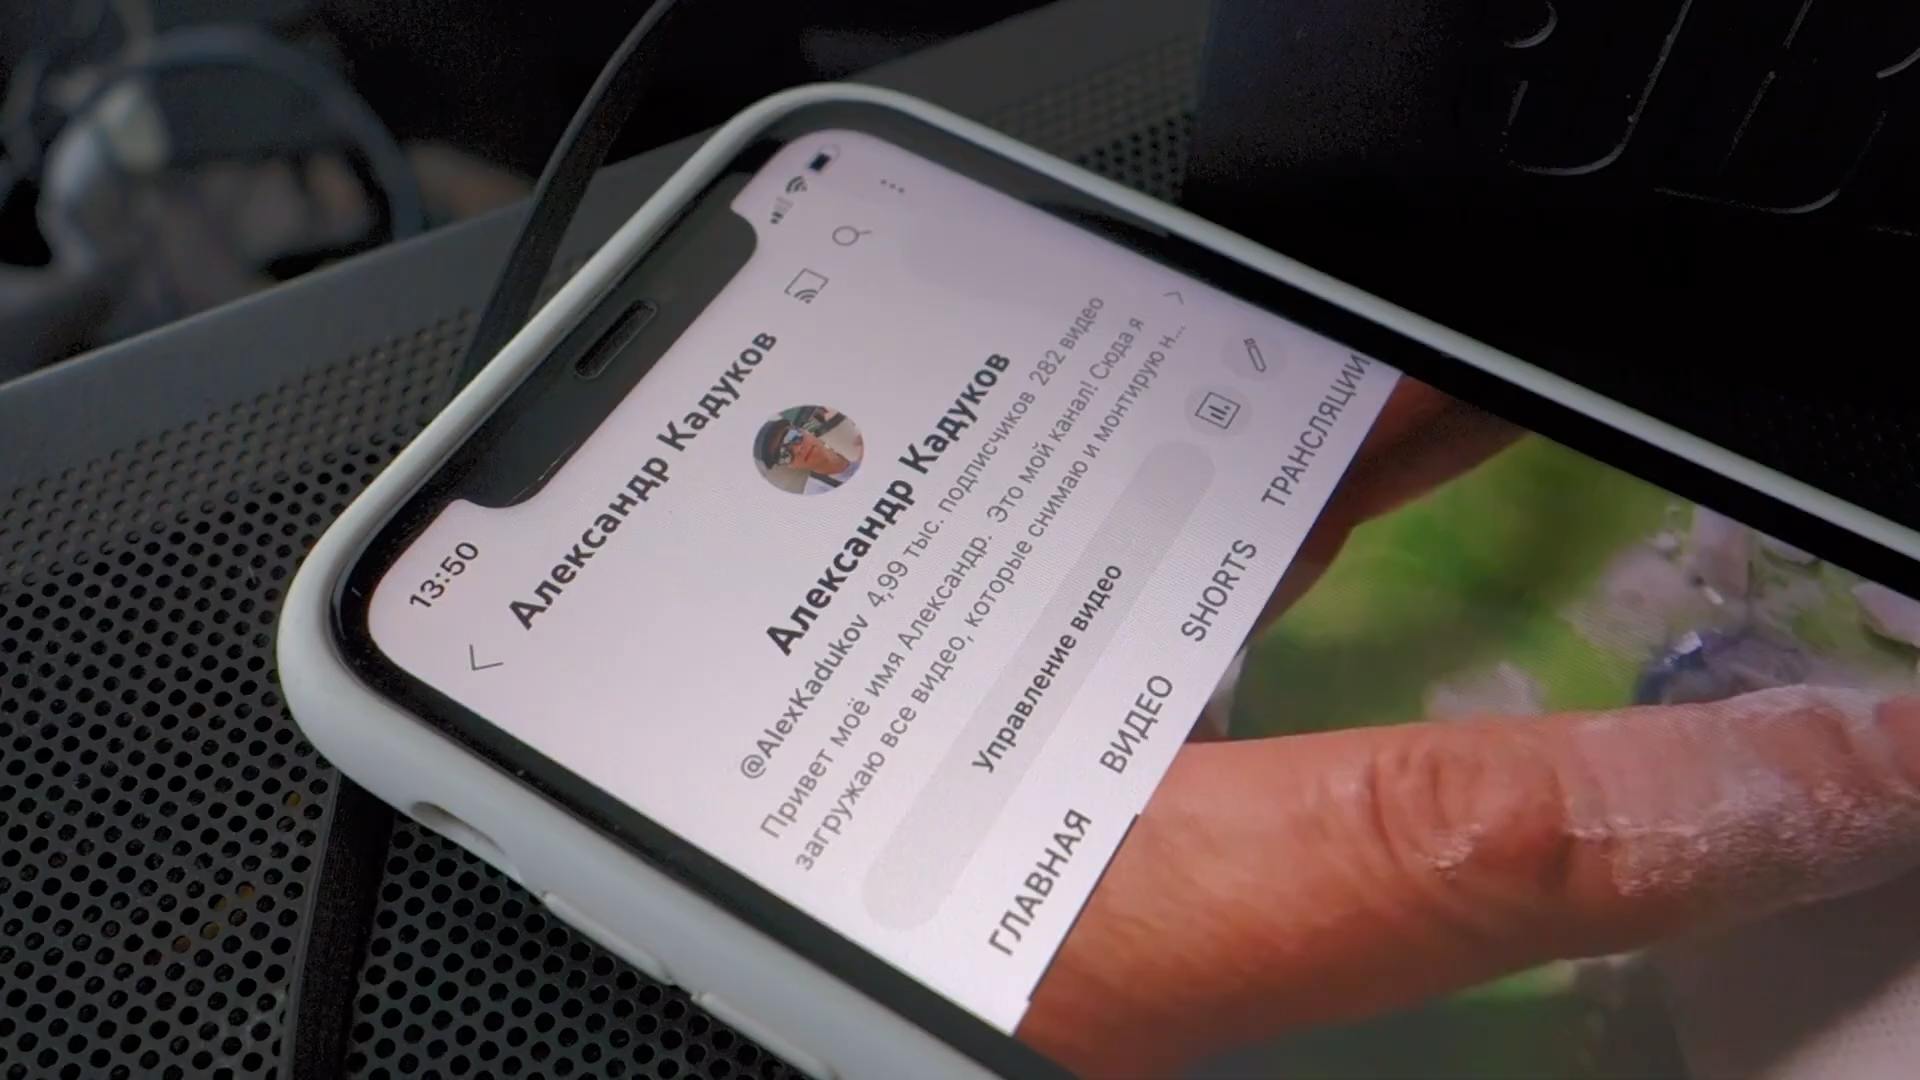 13:50
Александр Кадуков
Александр Кадуков
@AlexKadukov 4,99 тыс. подписчиков 282 видео
Привет моё имя Александр. Это мой канал! Сюда я
загружаю все видео, которые снимаю и монтирую н...
Управление видео
ГЛАВНАЯ ВИДЕО SHORTS ТРАНСЛЯЦИИ
JB